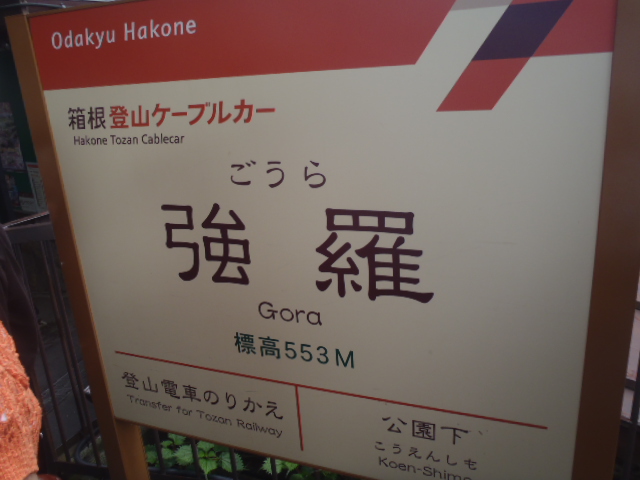 Odakyu Hakone
箱根登山ケーブルカー
Hakone Tozan Cablecar
ごうら
強羅
Gora
標高553M
登山電車のりかえ
Transfer for Tozan Railway
公園下
こうえんしも
Koen-Shimo